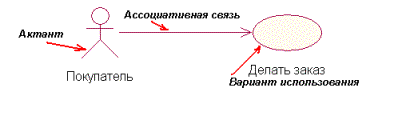 Ассоциативная связь
Актант
Покупатель
Делать заказ
Вариант использования